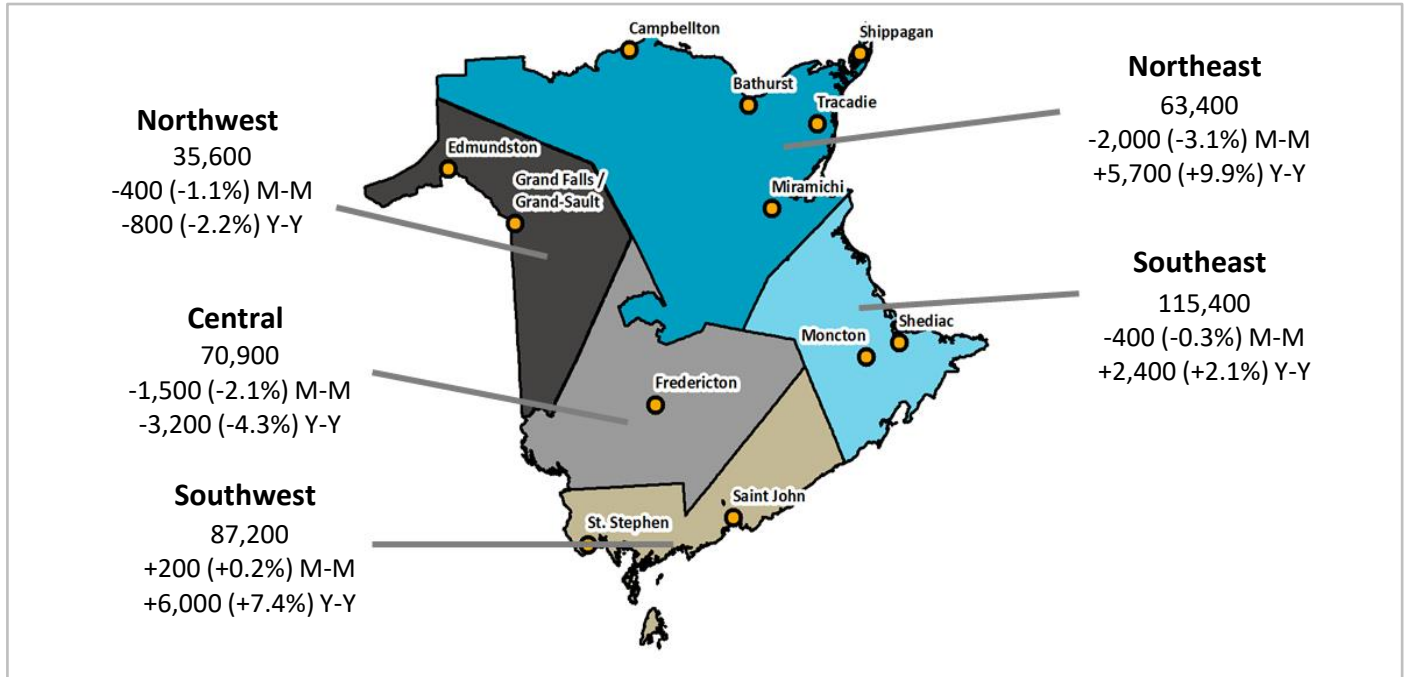 Northwest
35,600
-400 (-1.1%) M-M
-800 (-2.2%) Y-Y
Central
70,900
-1,500 (-2.1%) M-M
-3,200 (-4.3%) Y-Y
Southwest
87,200
+200 (+0.2%) M-M
+6,000 (+7.4%) Y-Y
Campbellton
Shippagan
Bathurst
Tracadie
Edmundston
Grand Falls /
Grand-Sault
Miramichi
Moncton
Shediac
Fredericton
Saint John
St. Stephen
Northeast
63,400
-2,000 (-3.1%) M-M
+5,700 (+9.9%) Y-Y
Southeast
115,400
-400 (-0.3%) M-M
+2,400 (+2.1%) Y-Y